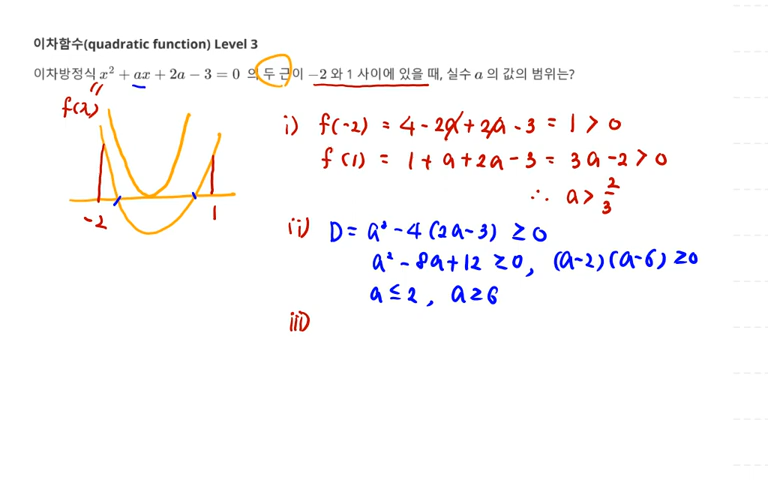 이차함수(quadratic function) Level 3
이차방정식 x² + ax + 2a − 3 = 0 의 두 근이 −2 와 1 사이에 있을 때, 실수 a 의 값의 범위는?
f(x)
-2
1
i) f(-2) = 4 - 2a + 2a - 3 = 1 > 0
f(1) = 1 + a + 2a - 3 = 3a - 2 > 0
∴ a > 2/3
ii) D = a² - 4(2a - 3) ≥ 0
a² - 8a + 12 ≥ 0, (a-2)(a-6) ≥ 0
a ≤ 2, a ≥ 6
iii)